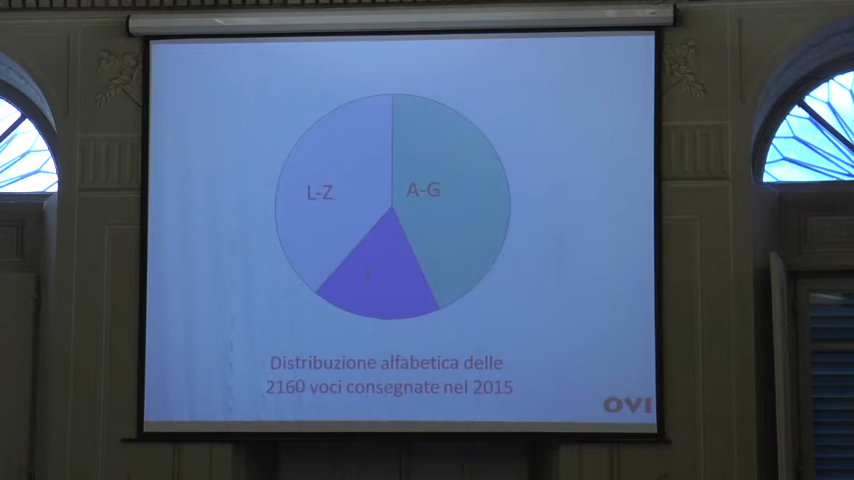 L-Z
A-G
I
Distribuzione alfabetica delle
2160 voci consegnate nel 2015
OVI